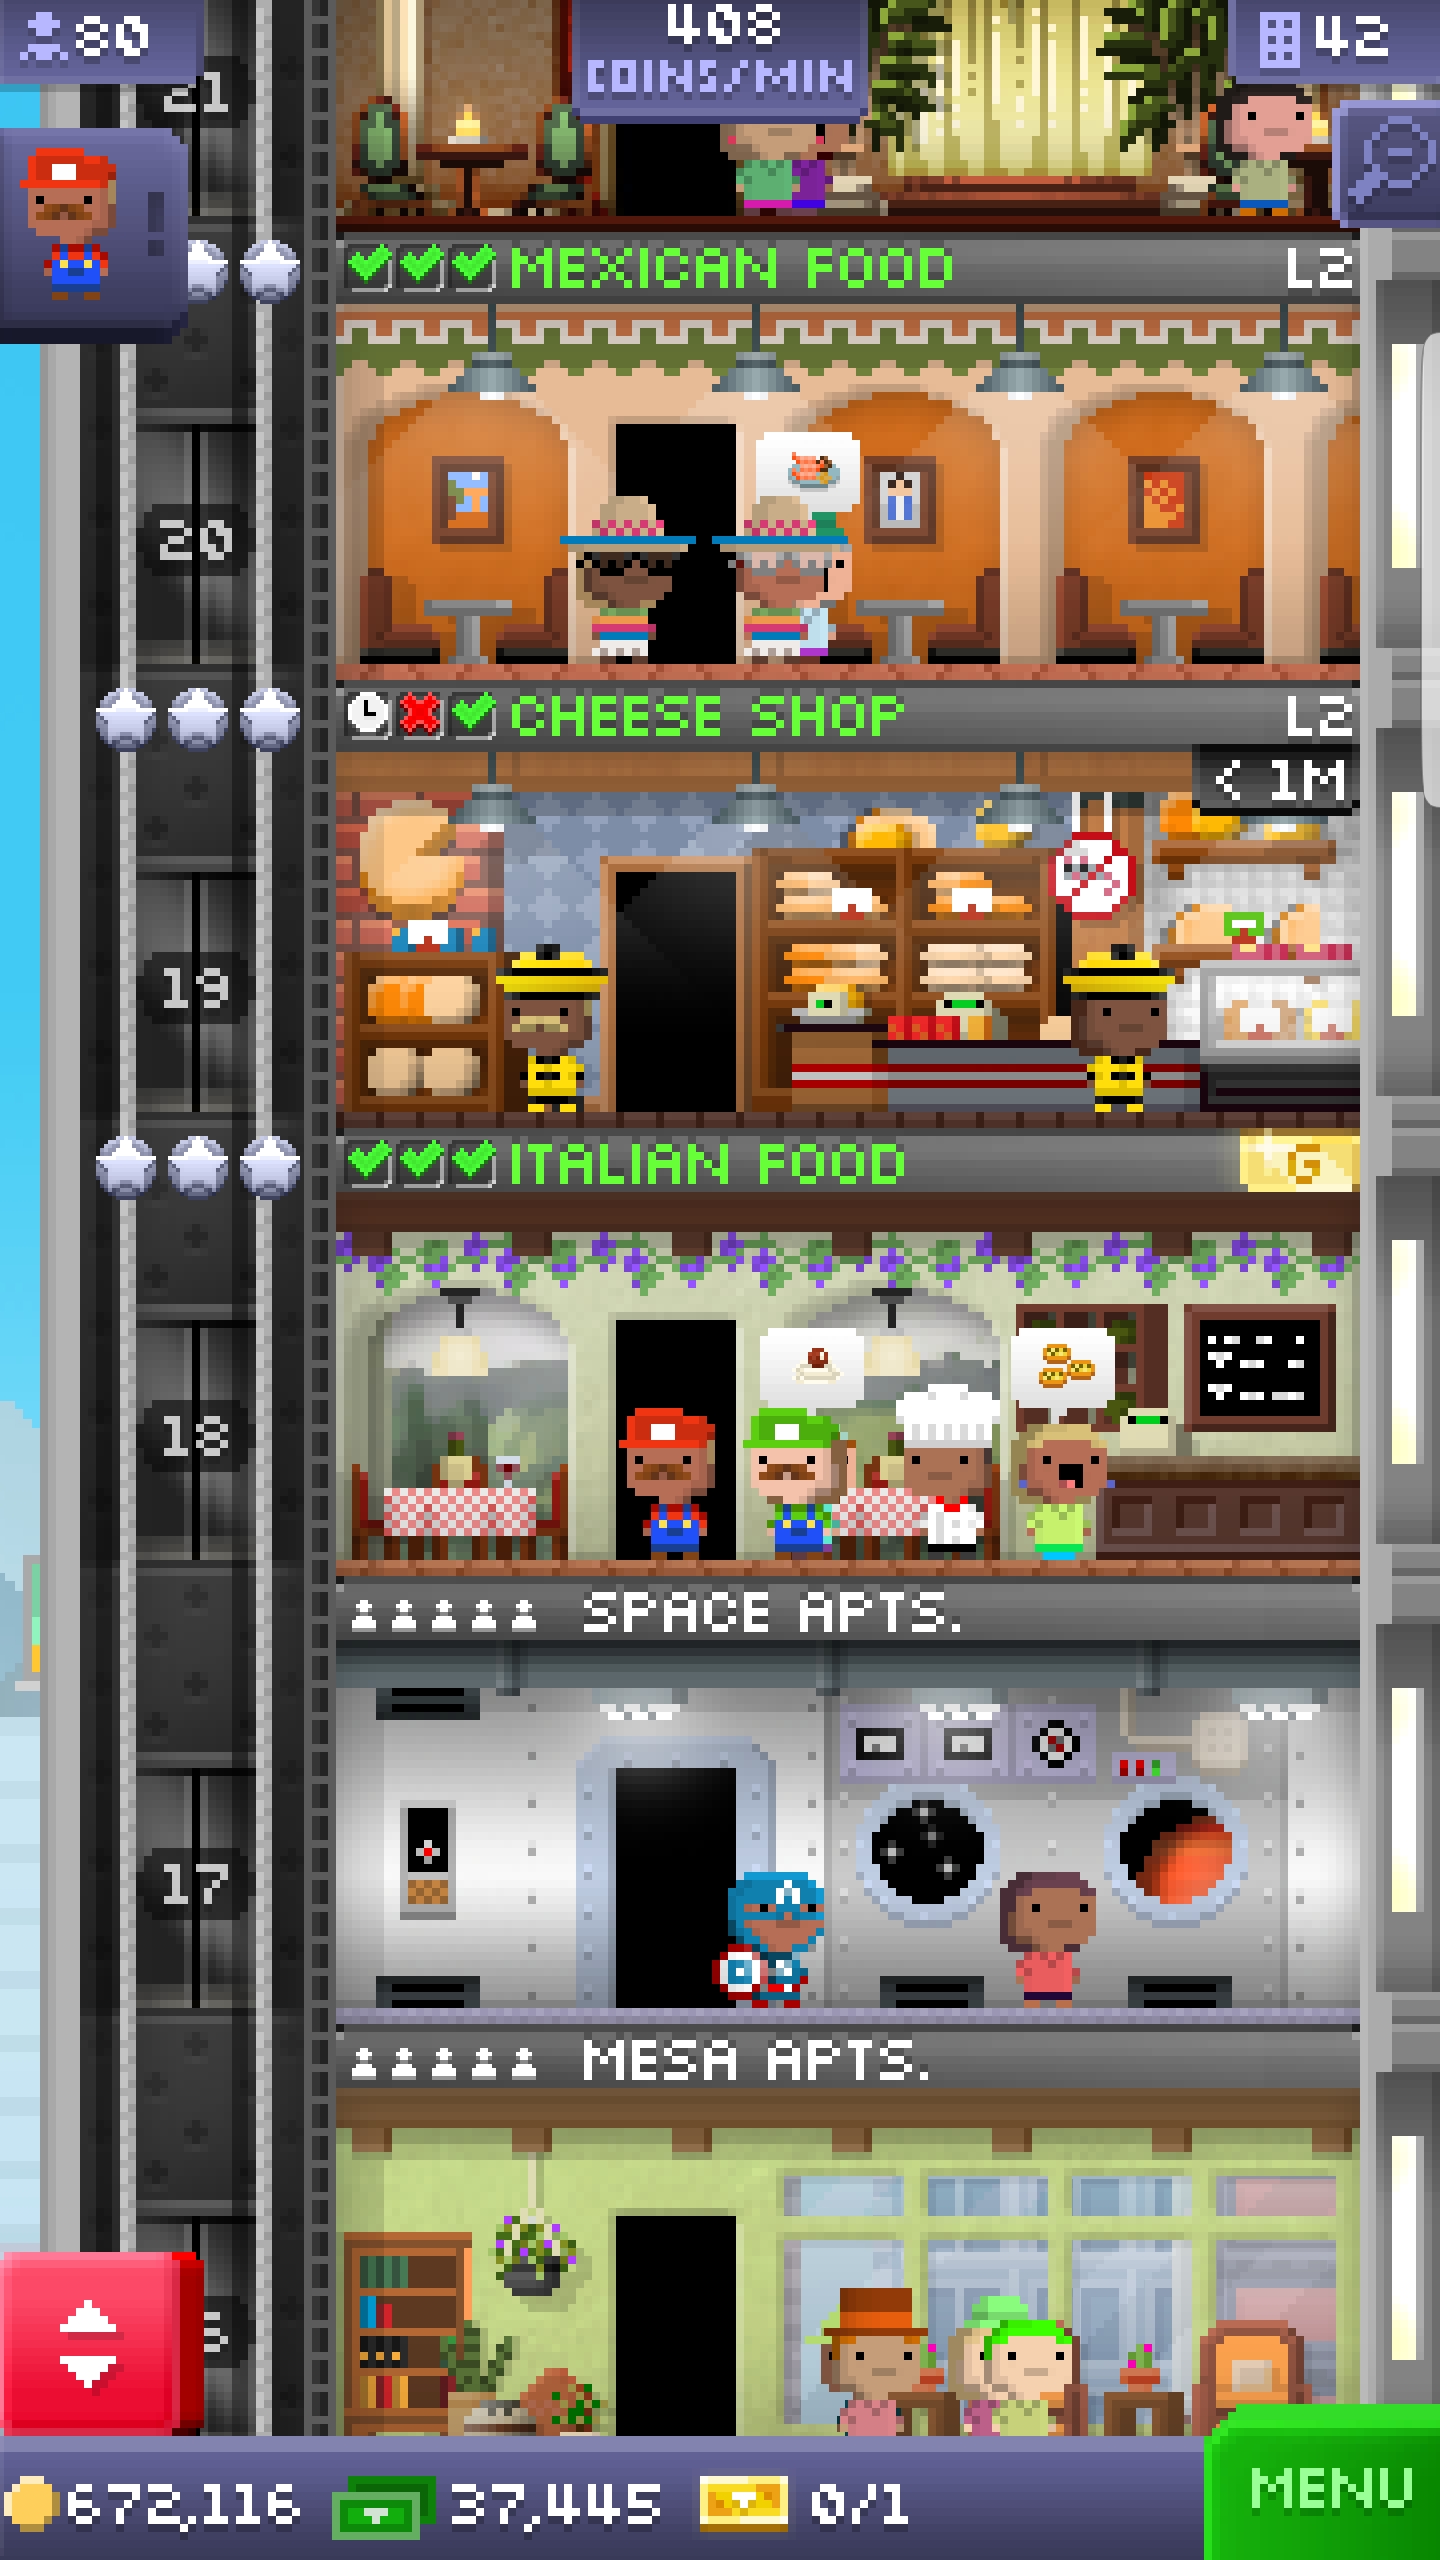 80
408
COINS/MIN
42
21
MEXICAN FOOD L2
20
CHEESE SHOP L2
< 1M
19
ITALIAN FOOD G
18
SPACE APTS.
17
A
MESA APTS.
MENU
672,116 37,445 0/1